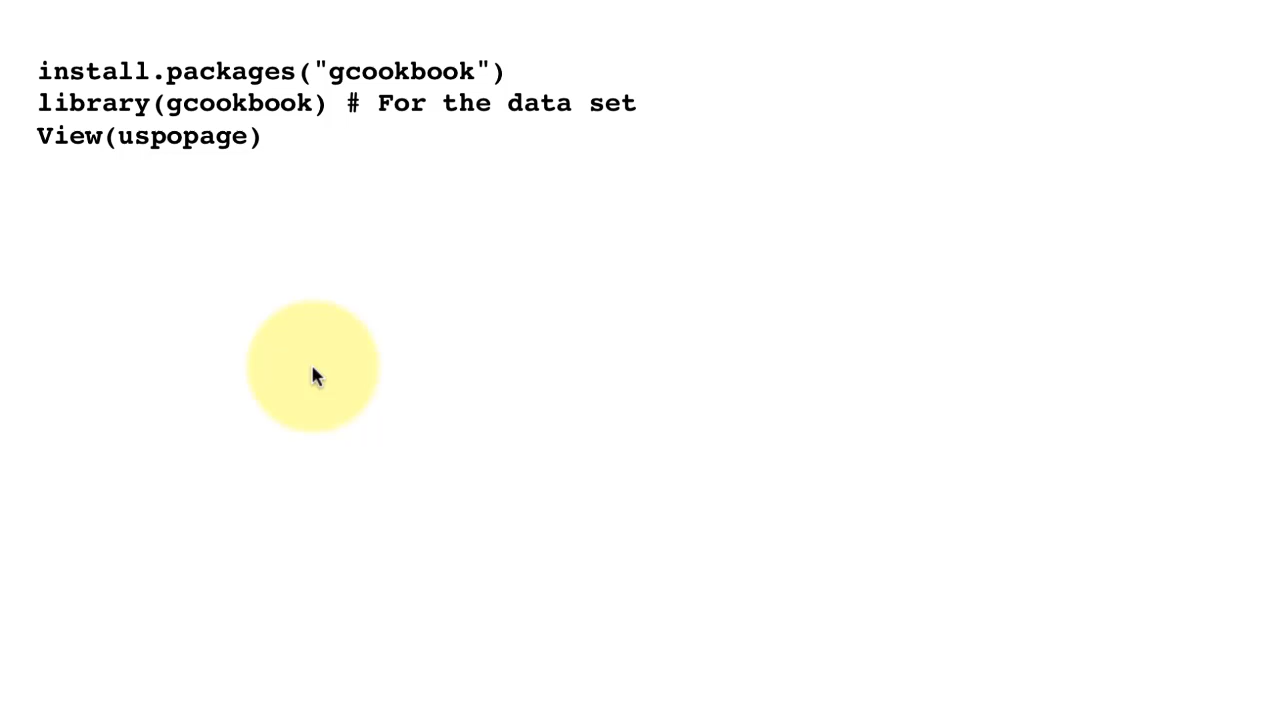 install.packages("gcookbook")
library(gcookbook) # For the data set
View(uspopage)